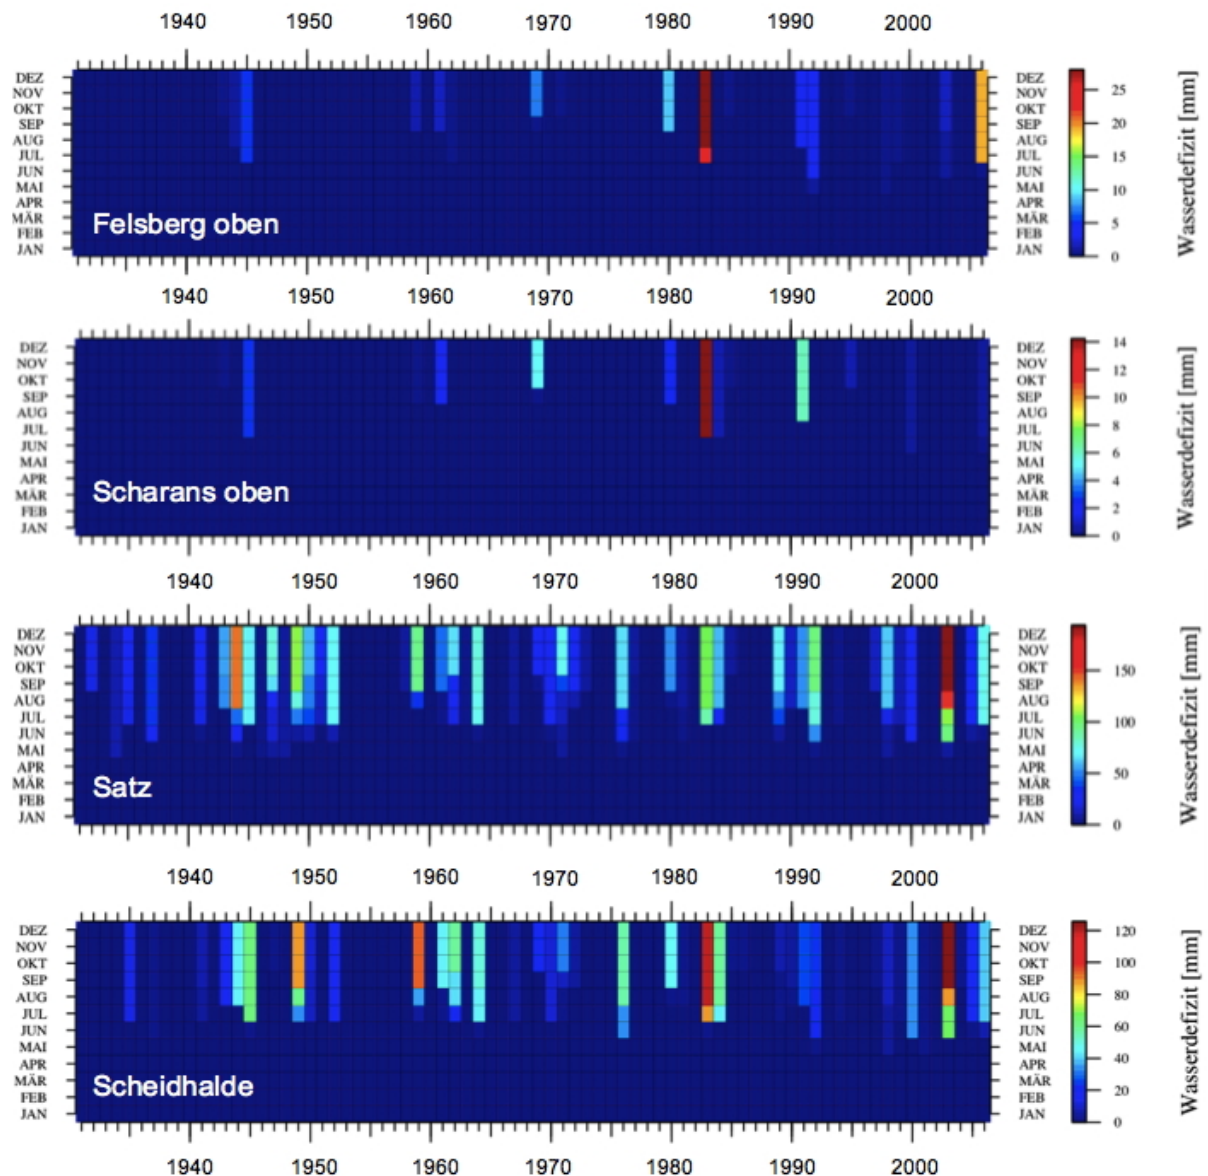 1940 1950 1960 1970 1980 1990 2000
DEZ DEZ
NOV NOV 25
OKT OKT
SEP SEP 20
AUG AUG
JUL JUL 15
JUN JUN
MAI MAI 10
APR APR
MÄR MÄR 5
FEB FEB
JAN JAN 0
Felsberg oben
Wasserdefizit [mm]
1940 1950 1960 1970 1980 1990 2000
DEZ DEZ 14
NOV NOV 12
OKT OKT
SEP SEP 10
AUG AUG
JUL JUL 8
JUN JUN 6
MAI MAI
APR APR 4
MÄR MÄR
FEB FEB 2
JAN JAN 0
Scharans oben
Wasserdefizit [mm]
1940 1950 1960 1970 1980 1990 2000
DEZ DEZ
NOV NOV
OKT OKT 150
SEP SEP
AUG AUG
JUL JUL 100
JUN JUN
MAI MAI
APR APR 50
MÄR MÄR
FEB FEB
JAN JAN 0
Satz
Wasserdefizit [mm]
1940 1950 1960 1970 1980 1990 2000
DEZ DEZ 120
NOV NOV
OKT OKT 100
SEP SEP
AUG AUG 80
JUL JUL
JUN JUN 60
MAI MAI
APR APR 40
MÄR MÄR 20
FEB FEB
JAN JAN 0
Scheidhalde
Wasserdefizit [mm]
1940 1950 1960 1970 1980 1990 2000